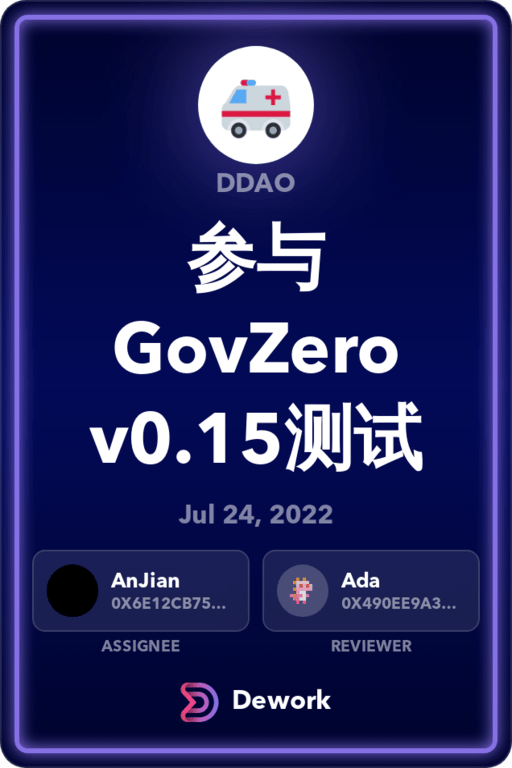 DDAO
参与
GovZero
v0.15测试
Jul 24, 2022
AnJian
0X6E12CB75...
Ada
0X490EE9A3...
ASSIGNEE
REVIEWER
Dework